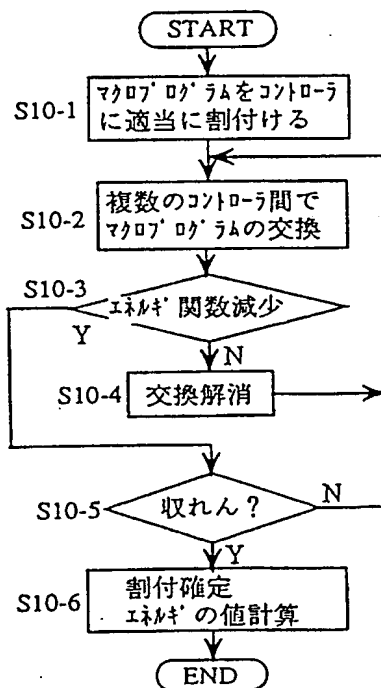 START
S10-1
ﾏｸﾛﾌﾟﾛｸﾞﾗﾑをｺﾝﾄﾛｰﾗ
に適当に割付ける
S10-2
複数のｺﾝﾄﾛｰﾗ間で
ﾏｸﾛﾌﾟﾛｸﾞﾗﾑの交換
S10-3
ｴﾈﾙｷﾞ関数減少
Y
N
S10-4
交換解消
S10-5
収れん？
N
Y
S10-6
割付確定
ｴﾈﾙｷﾞの値計算
END